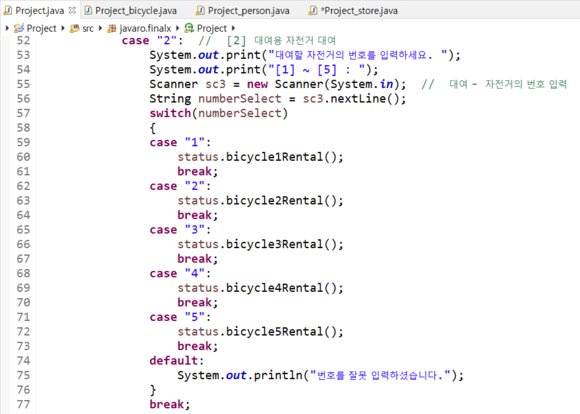 Project.java Project_bicycle.java Project_person.java *Project_store.java
Project src javaro.finalx Project
52 case "2": // [2] 대여용 자전거 대여
53 System.out.print("대여할 자전거의 번호를 입력하세요. ");
54 System.out.print("[1] ~ [5] : ");
55 Scanner sc3 = new Scanner(System.in); // 대여 - 자전거의 번호 입력
56 String numberSelect = sc3.nextLine();
57 switch(numberSelect)
58 {
59 case "1":
60 status.bicycle1Rental();
61 break;
62 case "2":
63 status.bicycle2Rental();
64 break;
65 case "3":
66 status.bicycle3Rental();
67 break;
68 case "4":
69 status.bicycle4Rental();
70 break;
71 case "5":
72 status.bicycle5Rental();
73 break;
74 default:
75 System.out.println("번호를 잘못 입력하셨습니다.");
76 }
77 break;